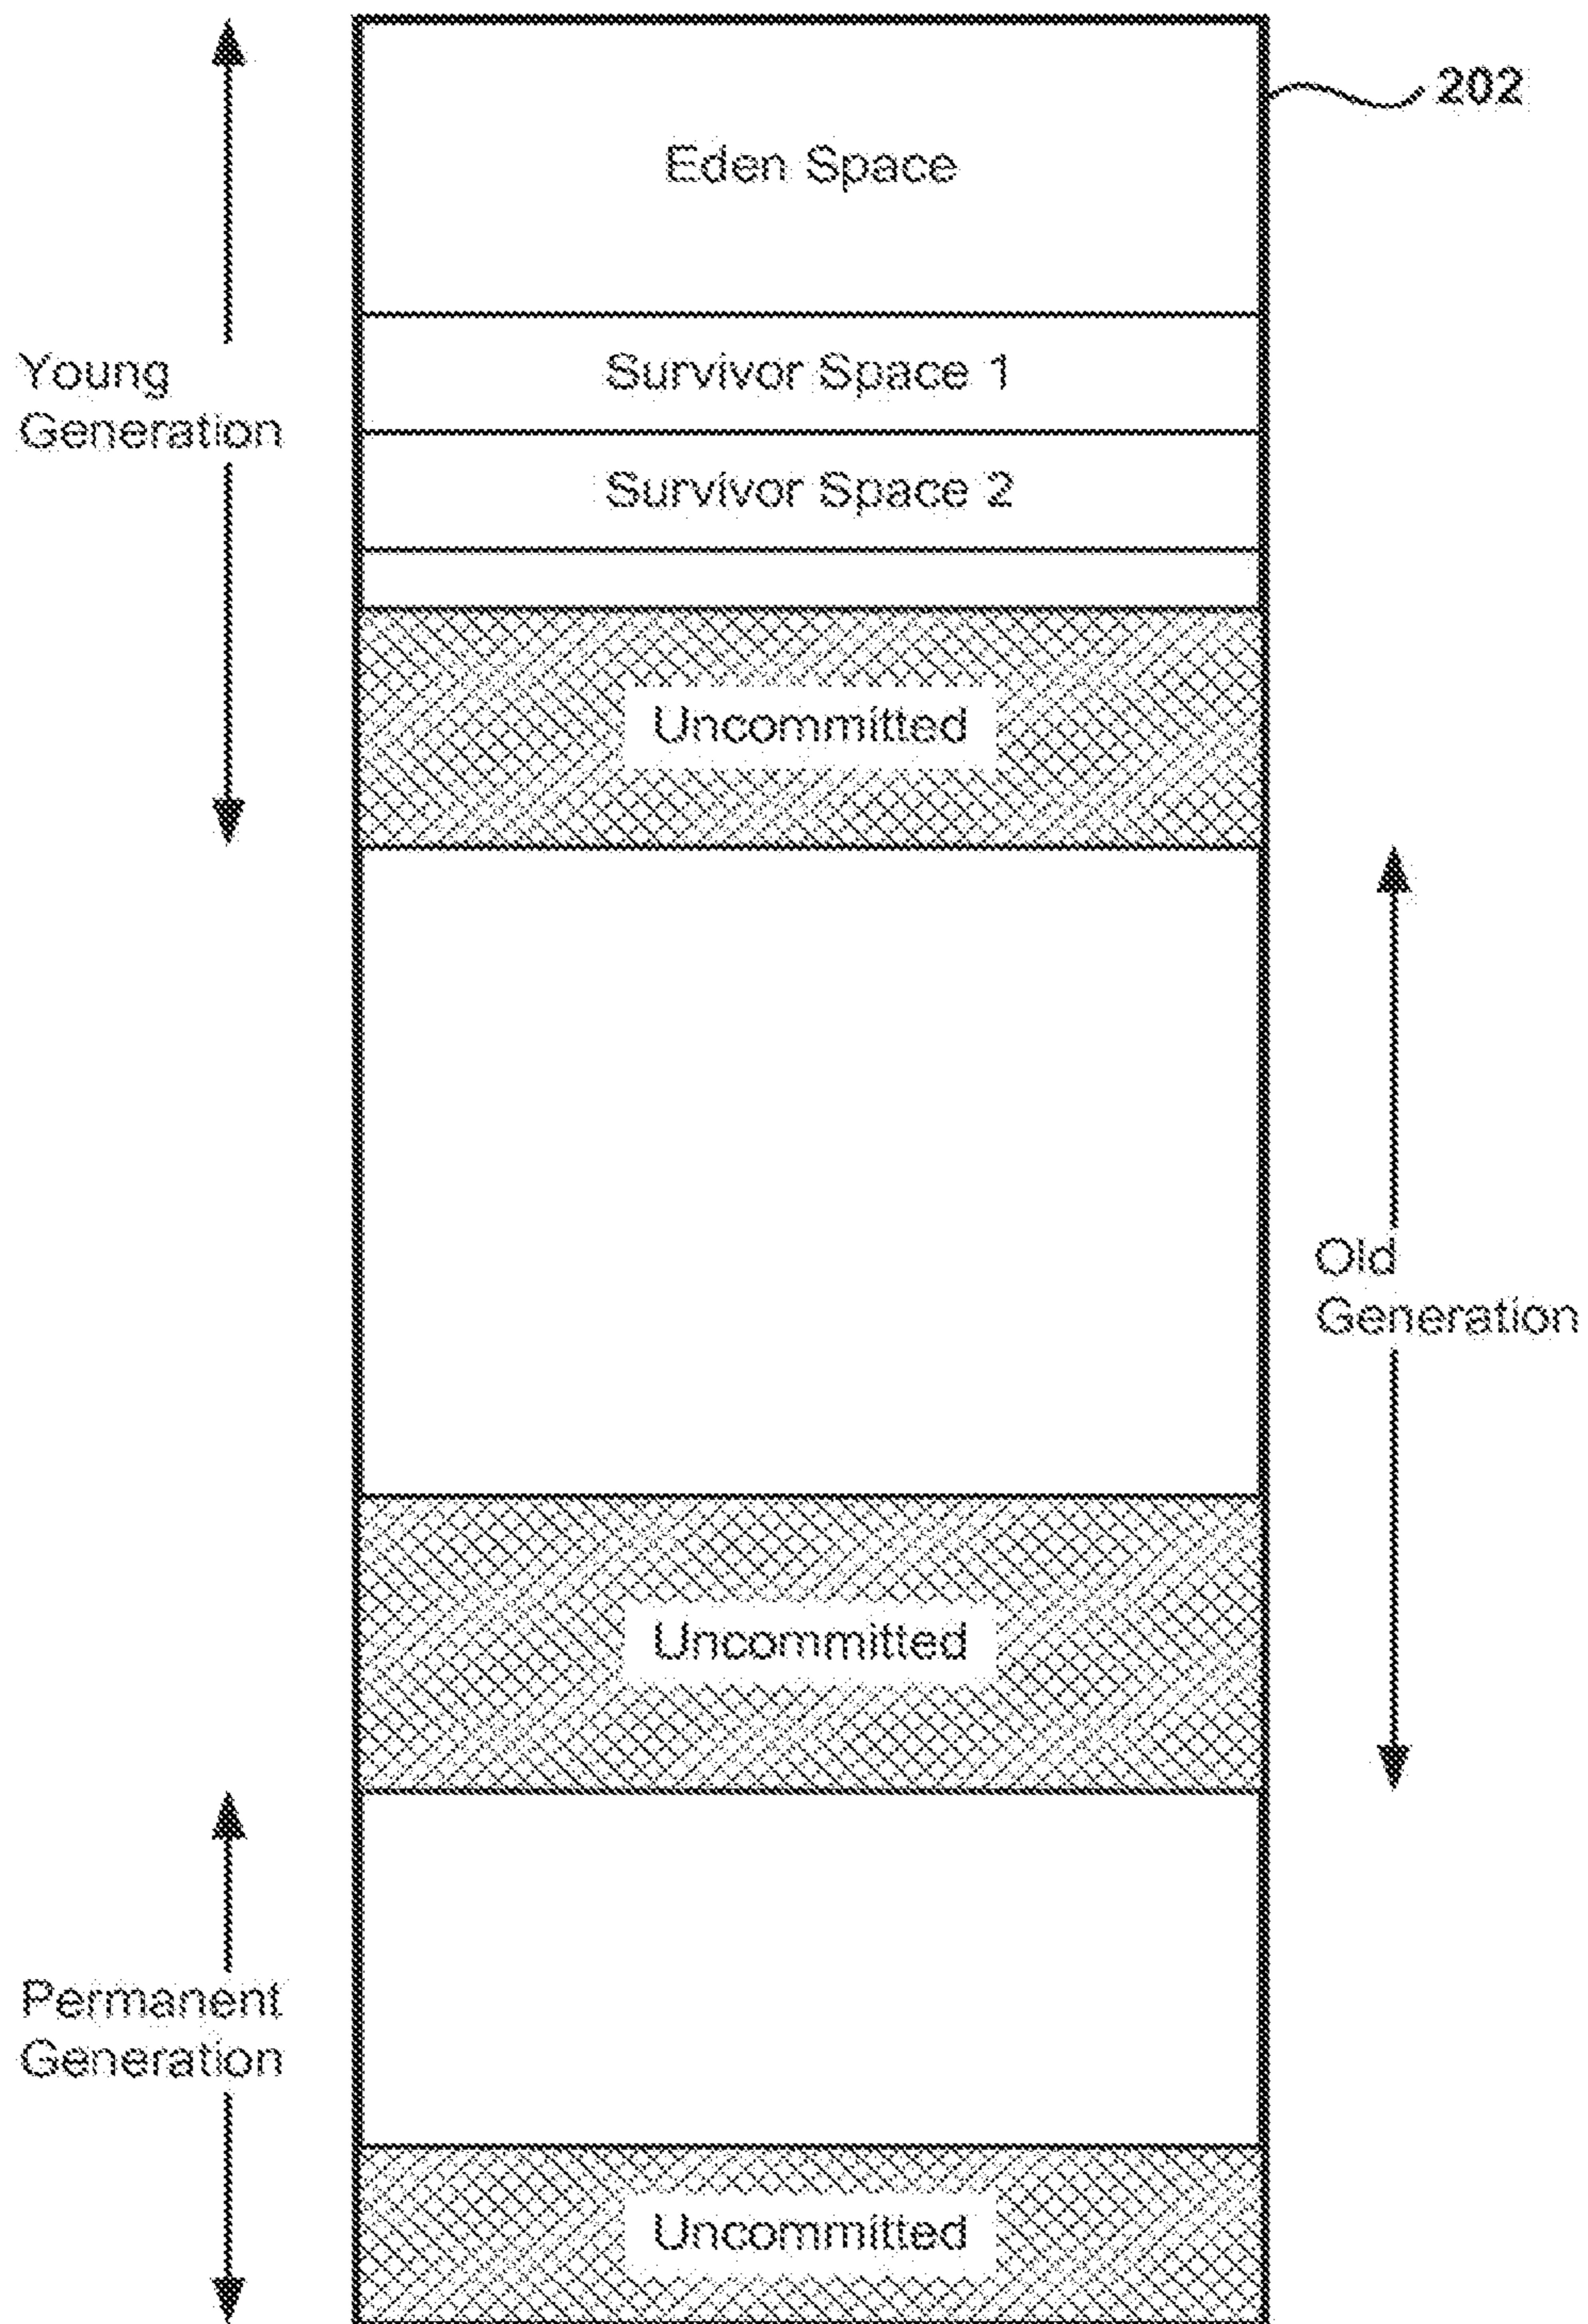 202
Eden Space
Young
Generation
Survivor Space 1
Survivor Space 2
Uncommitted
Old
Generation
Uncommitted
Permanent
Generation
Uncommitted